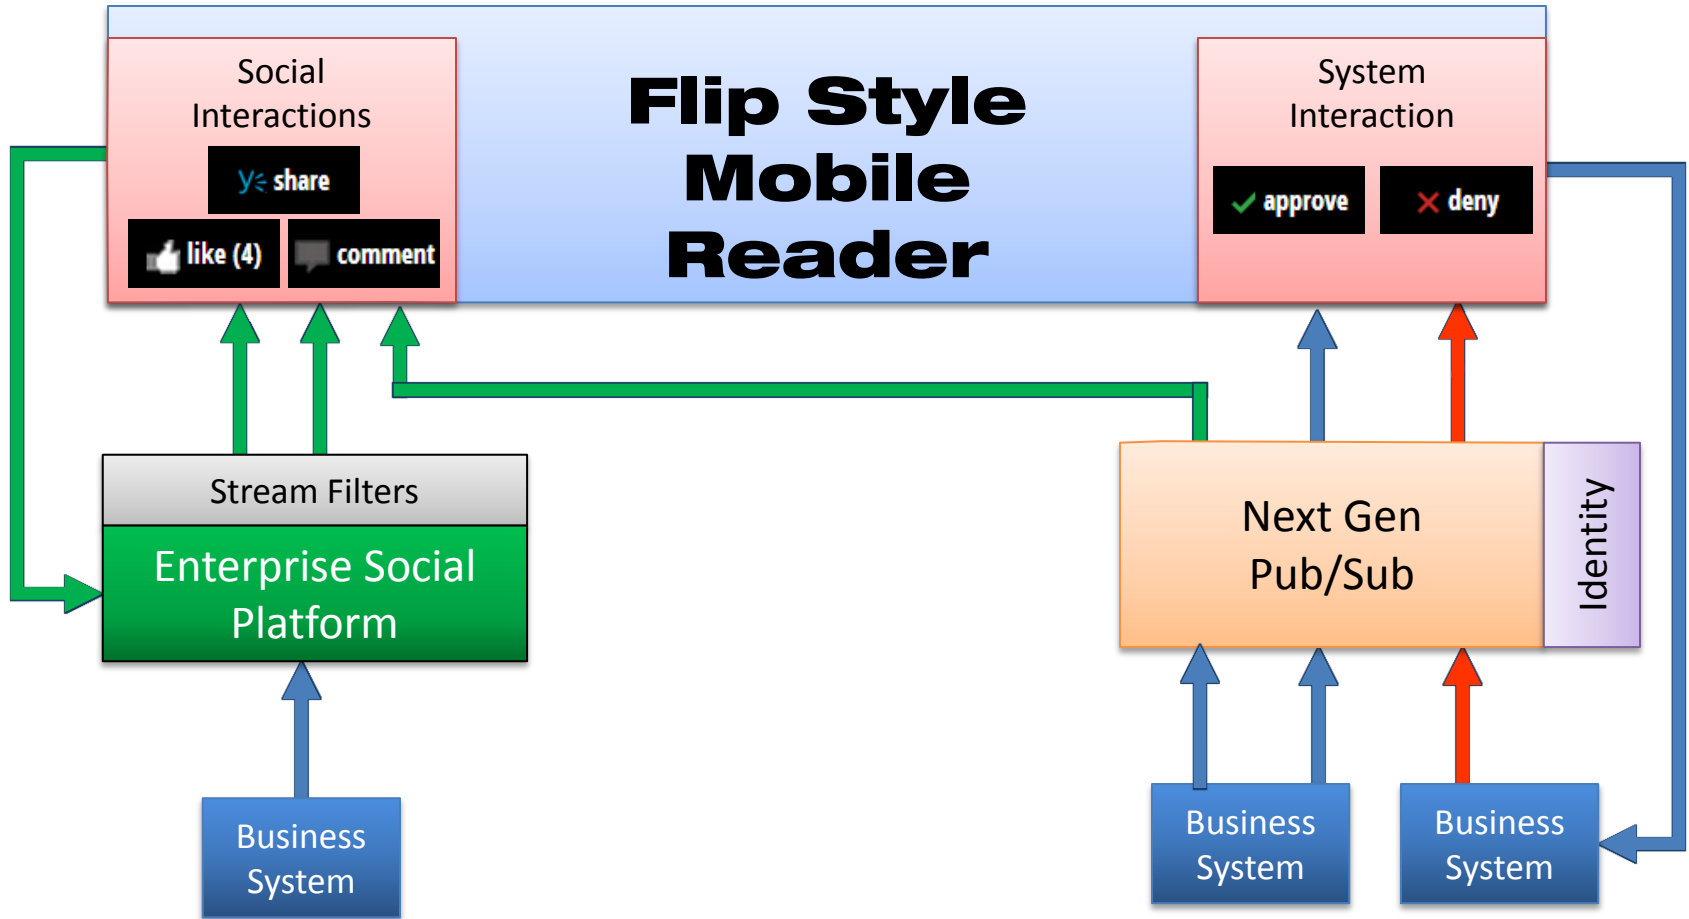 Social
Interactions
share
like (4)
comment
Flip Style
Mobile
Reader
System
Interaction
approve
deny
Stream Filters
Enterprise Social
Platform
Next Gen
Pub/Sub
Identity
Business
System
Business
System
Business
System